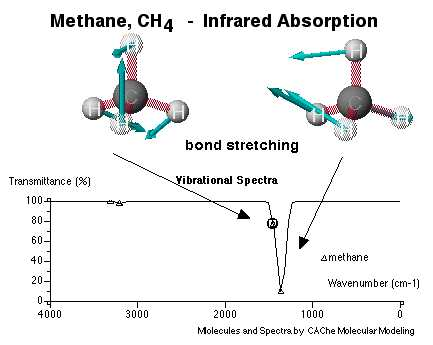 Methane, CH4 - Infrared Absorption
H
H
C
H
H
H
C
H
H
H
bond stretching
Transmittance (%)
Vibrational Spectra
100
80
60
40
20
0
methane
Wavenumber (cm-1)
4000
3000
2000
1000
0
Molecules and Spectra by CAChe Molecular Modeling